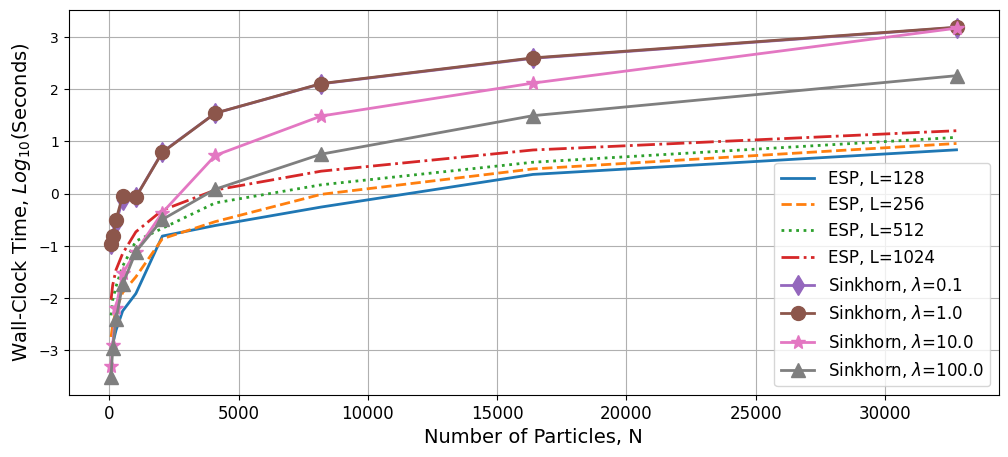 Wall-Clock Time, Log₁₀(Seconds)
3
2
1
0
−1
−2
−3
0 5000 10000 15000 20000 25000 30000
Number of Particles, N
ESP, L=128
ESP, L=256
ESP, L=512
ESP, L=1024
Sinkhorn, λ=0.1
Sinkhorn, λ=1.0
Sinkhorn, λ=10.0
Sinkhorn, λ=100.0